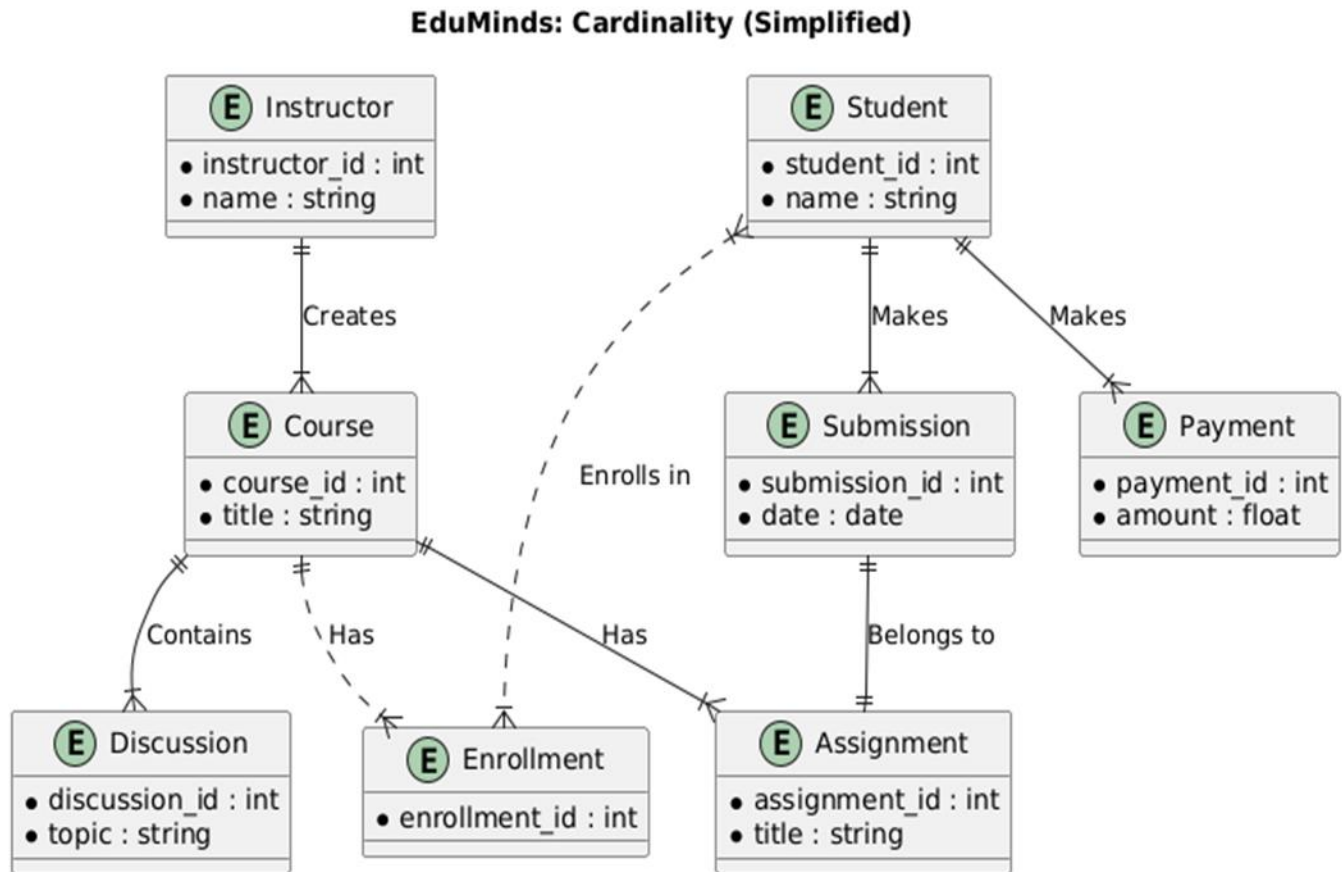 EduMinds: Cardinality (Simplified)
E Instructor
• instructor_id : int
• name : string
E Student
• student_id : int
• name : string
Creates
Makes
Makes
E Course
• course_id : int
• title : string
Enrolls in
E Submission
• submission_id : int
• date : date
E Payment
• payment_id : int
• amount : float
Contains
Has
Has
Belongs to
E Discussion
• discussion_id : int
• topic : string
E Enrollment
• enrollment_id : int
E Assignment
• assignment_id : int
• title : string